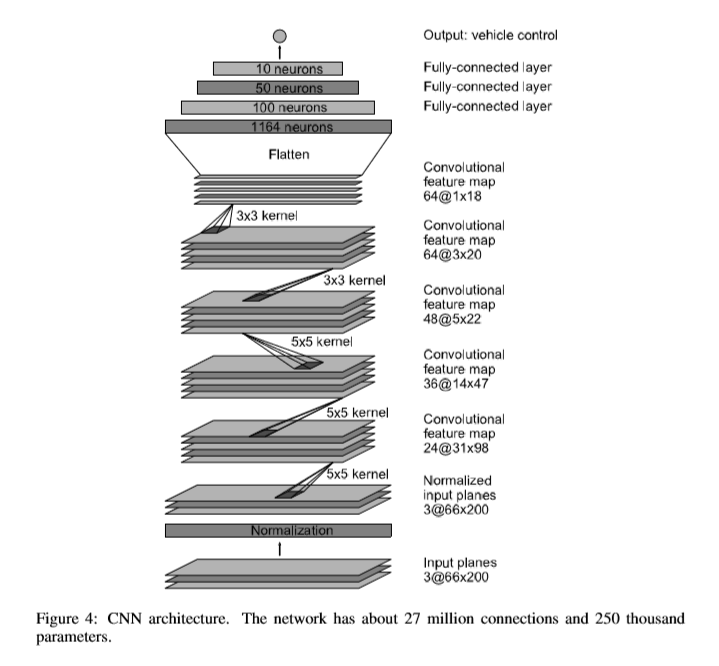 Output: vehicle control
10 neurons
Fully-connected layer
50 neurons
Fully-connected layer
100 neurons
Fully-connected layer
1164 neurons
Flatten
Convolutional
feature map
64@1x18
3x3 kernel
Convolutional
feature map
64@3x20
3x3 kernel
Convolutional
feature map
48@5x22
5x5 kernel
Convolutional
feature map
36@14x47
5x5 kernel
Convolutional
feature map
24@31x98
5x5 kernel
Normalized
input planes
3@66x200
Normalization
Input planes
3@66x200
Figure 4: CNN architecture. The network has about 27 million connections and 250 thousand
parameters.